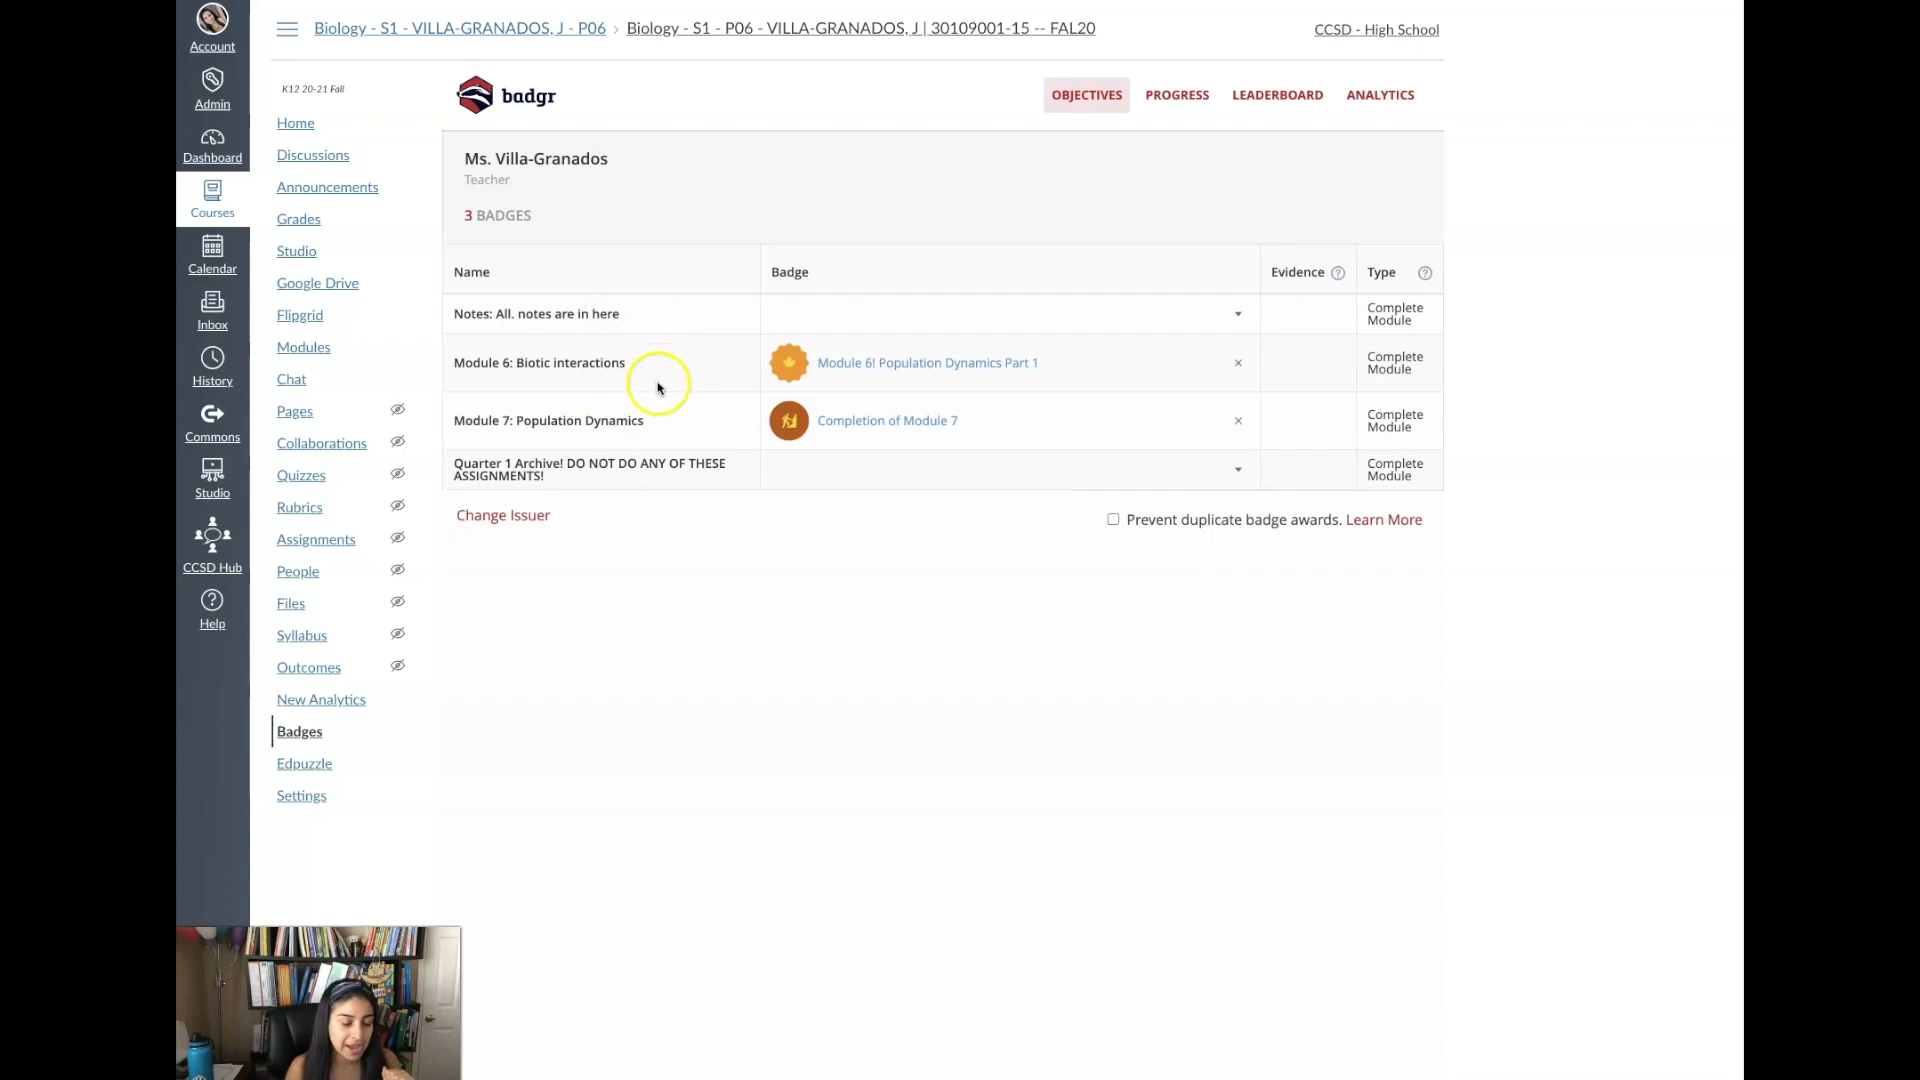 Biology - S1 - VILLA-GRANADOS, J - P06 › Biology - S1 - P06 - VILLA-GRANADOS, J | 30109001-15 -- FAL20
CCSD - High School
Account
Admin
Dashboard
Courses
Calendar
Inbox
History
Commons
Studio
CCSD Hub
Help
K12 20-21 Fall
Home
Discussions
Announcements
Grades
Studio
Google Drive
Flipgrid
Modules
Chat
Pages
Collaborations
Quizzes
Rubrics
Assignments
People
Files
Syllabus
Outcomes
New Analytics
Badges
Edpuzzle
Settings
badgr
OBJECTIVES PROGRESS LEADERBOARD ANALYTICS
Ms. Villa-Granados
Teacher
3 BADGES
Name Badge Evidence ? Type ?
Notes: All. notes are in here
Complete
Module
Module 6: Biotic interactions
Module 6! Population Dynamics Part 1
×
Complete
Module
Module 7: Population Dynamics
Completion of Module 7
×
Complete
Module
Quarter 1 Archive! DO NOT DO ANY OF THESE
ASSIGNMENTS!
Complete
Module
Change Issuer
Prevent duplicate badge awards. Learn More